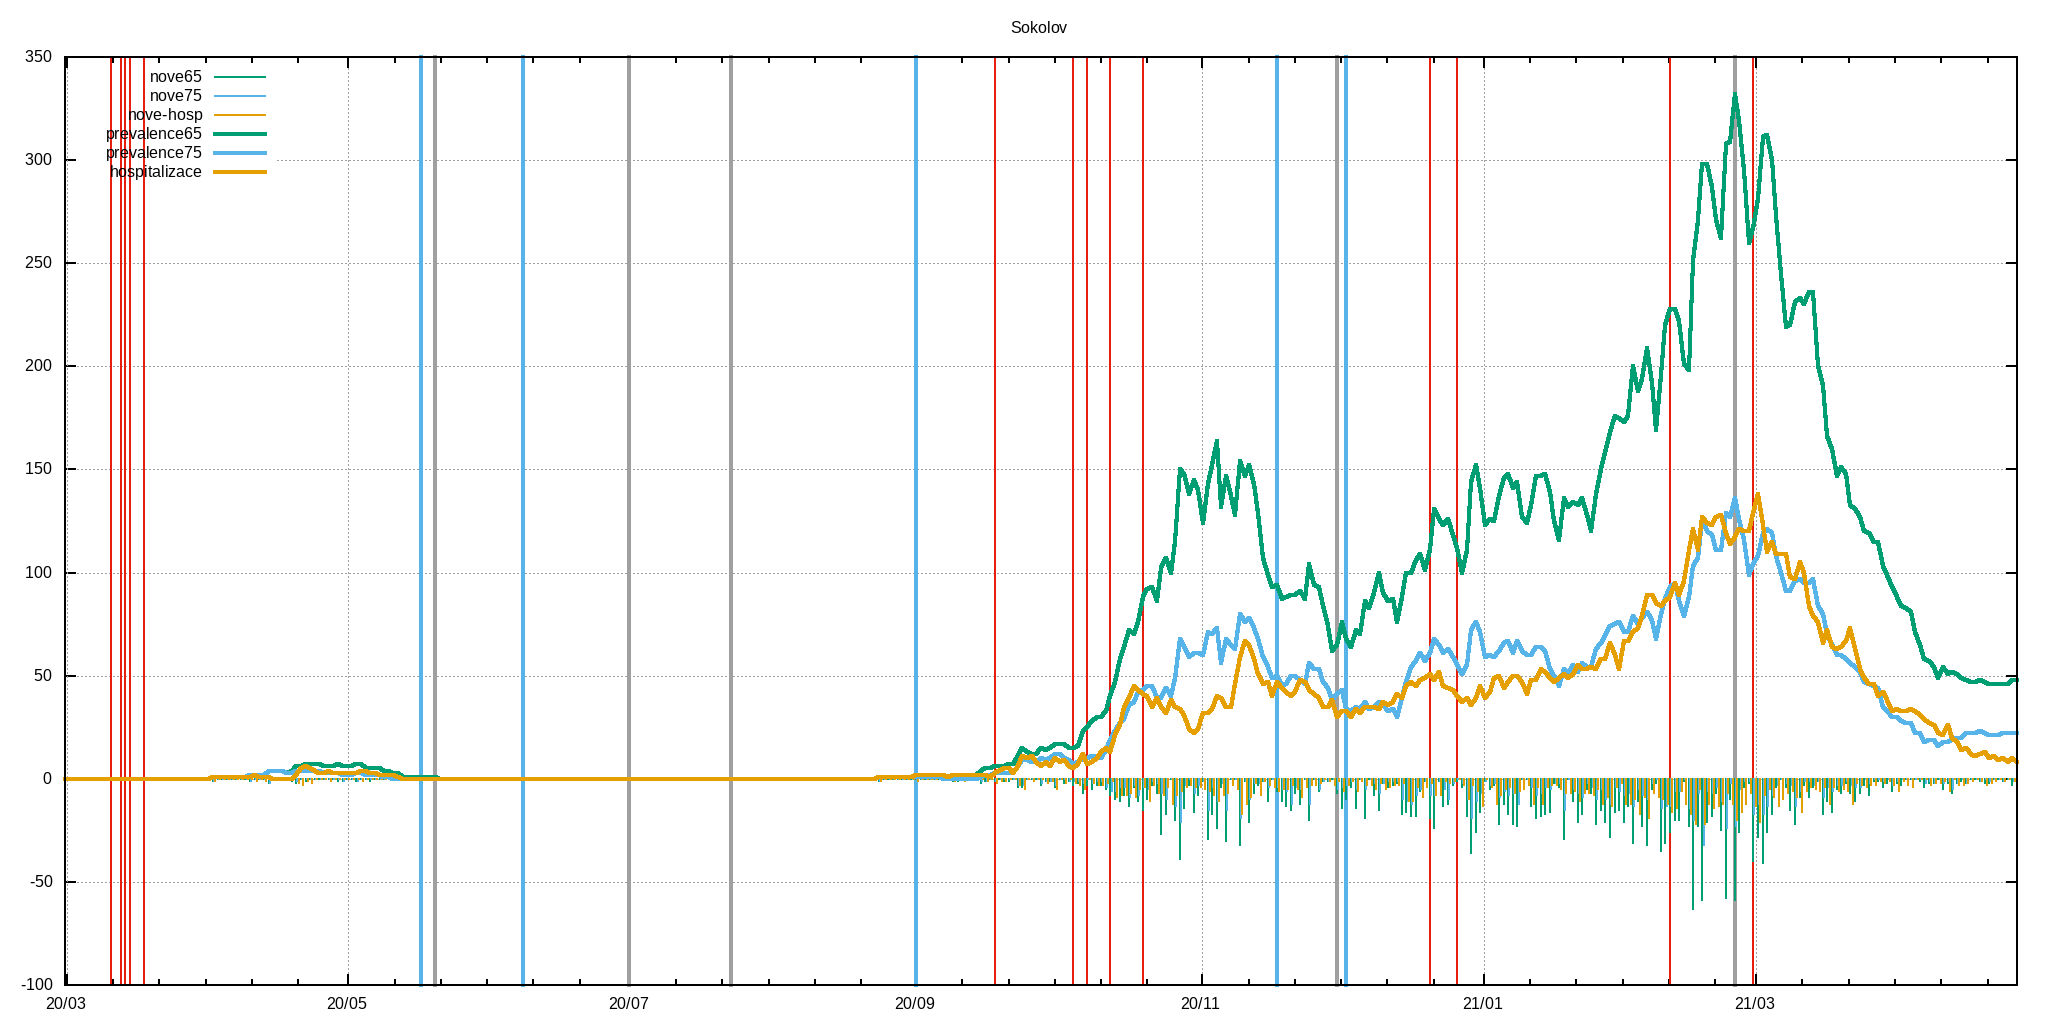 Sokolov
350
300
250
200
150
100
50
0
-50
-100
nove65
nove75
nove-hosp
prevalence65
prevalence75
hospitalizace
20/03 20/05 20/07 20/09 20/11 21/01 21/03